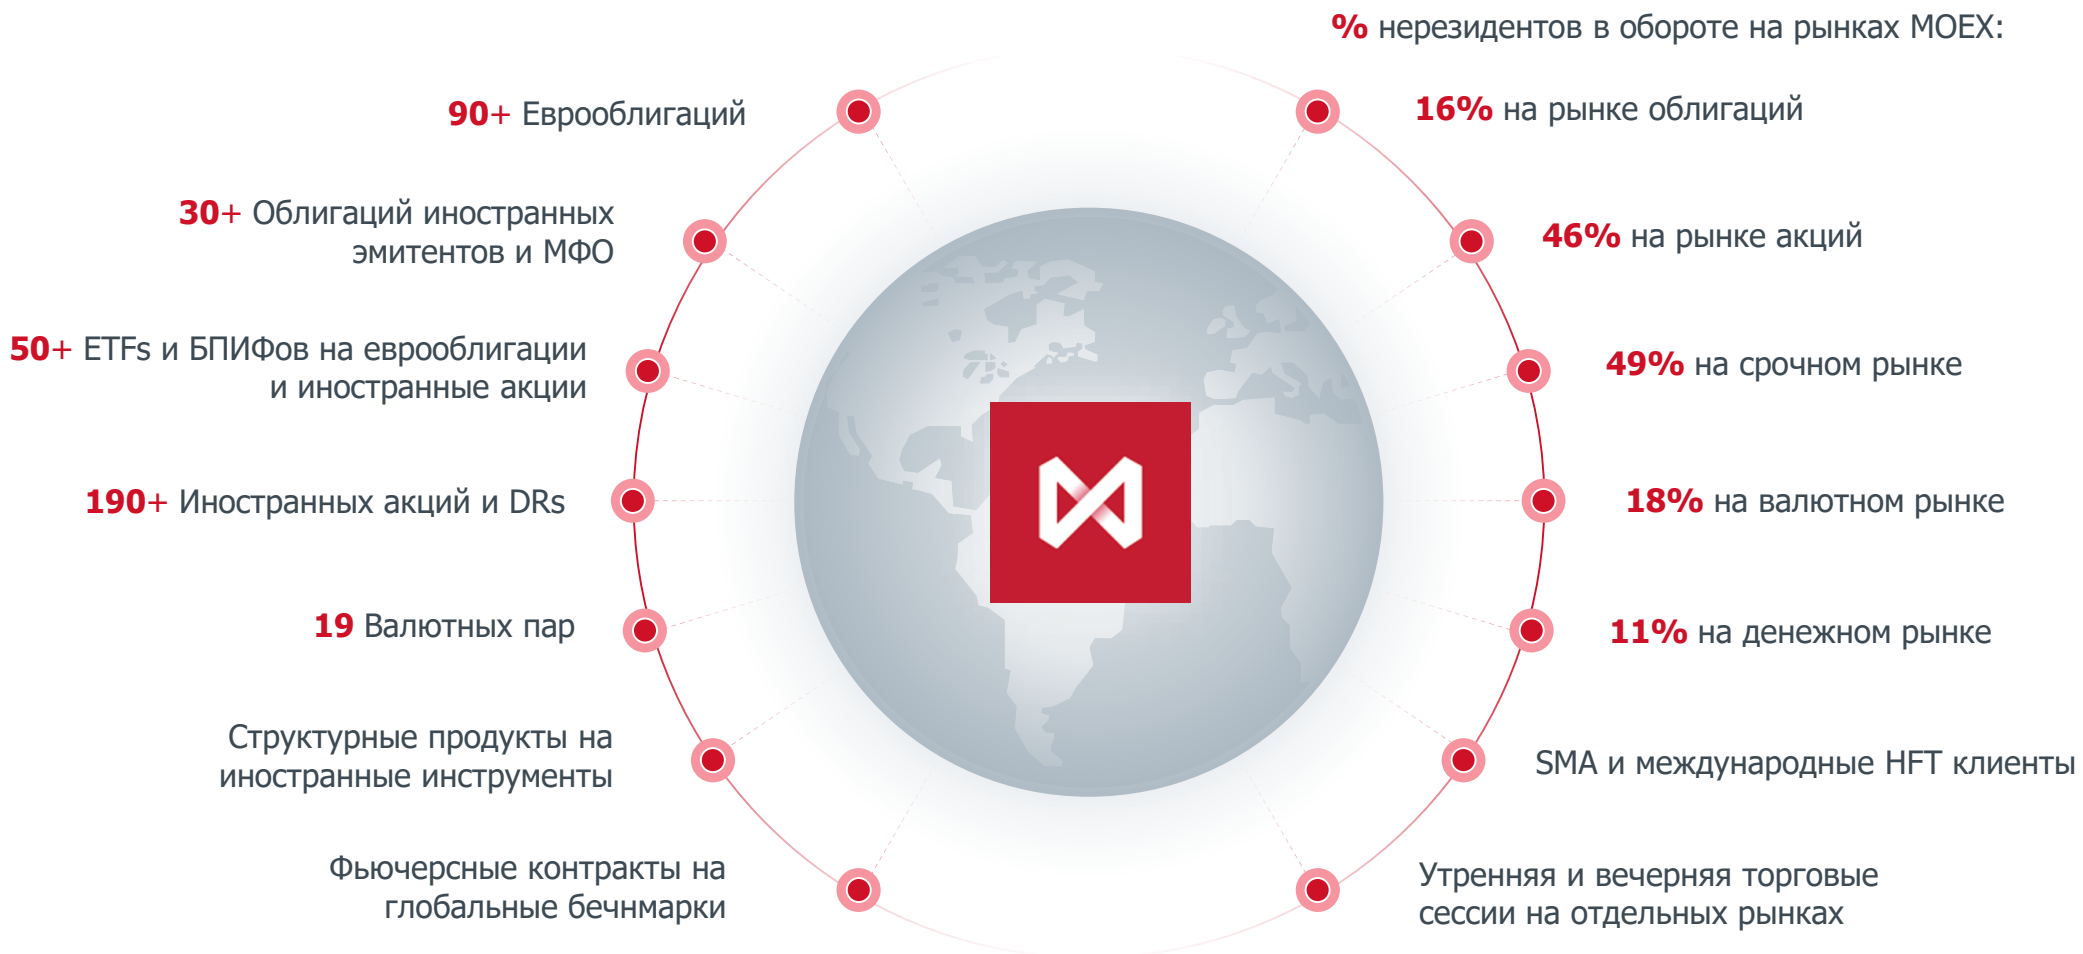 90+ Еврооблигаций
30+ Облигаций иностранных
эмитентов и МФО
50+ ETFs и БПИФов на еврооблигации
и иностранные акции
190+ Иностранных акций и DRs
19 Валютных пар
Структурные продукты на
иностранные инструменты
Фьючерсные контракты на
глобальные бечнмарки
% нерезидентов в обороте на рынках MOEX:
16% на рынке облигаций
46% на рынке акций
49% на срочном рынке
18% на валютном рынке
11% на денежном рынке
SMA и международные HFT клиенты
Утренняя и вечерняя торговые
сессии на отдельных рынках